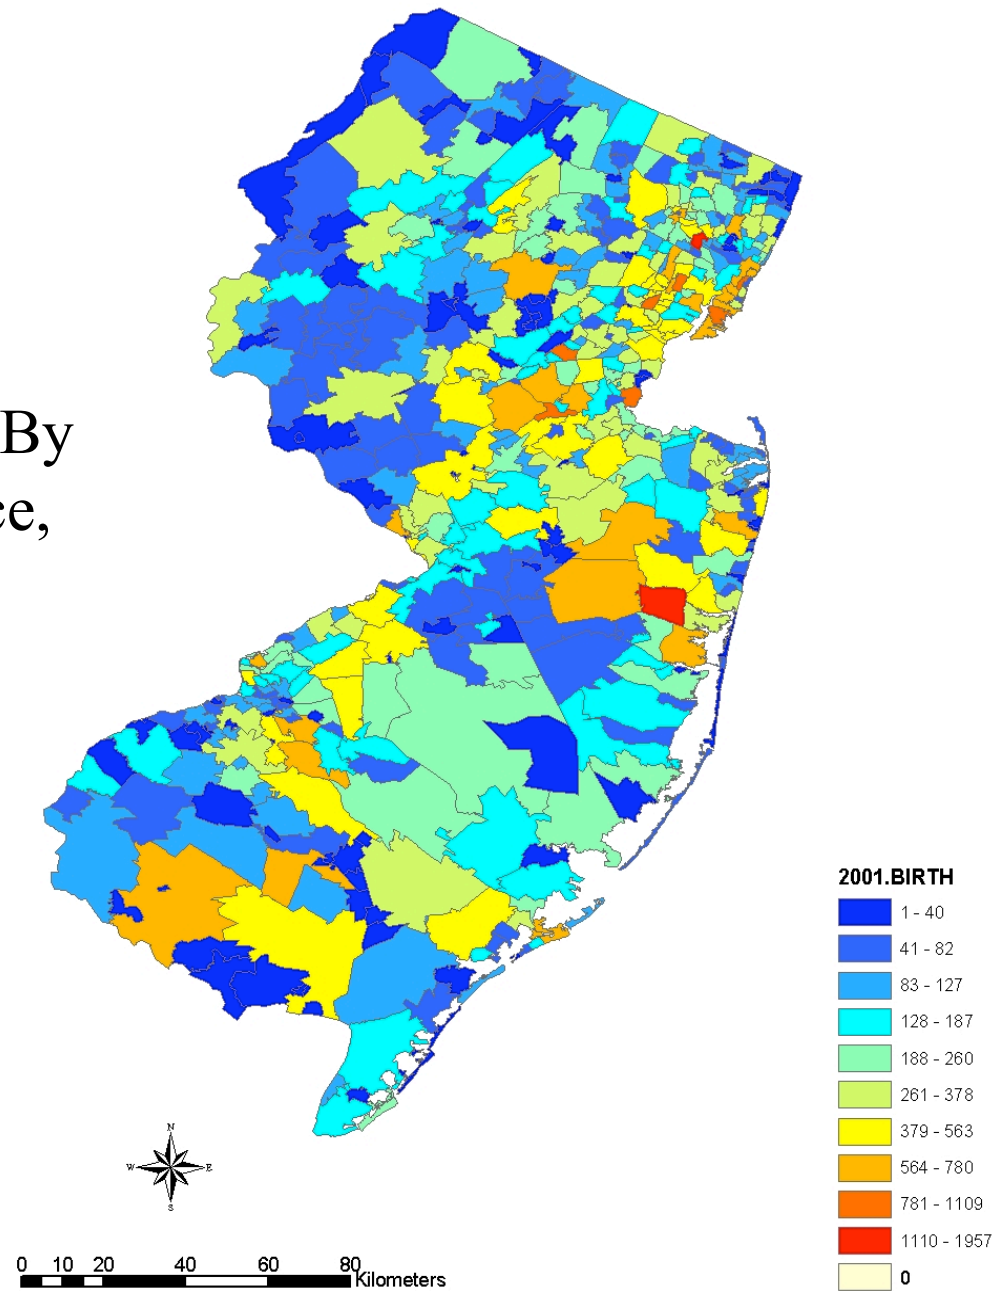 By
ce,
2001.BIRTH
1 - 40
41 - 82
83 - 127
128 - 187
188 - 260
261 - 378
379 - 563
564 - 780
781 - 1109
1110 - 1957
0
N
W E
S
0 10 20 40 60 80
Kilometers